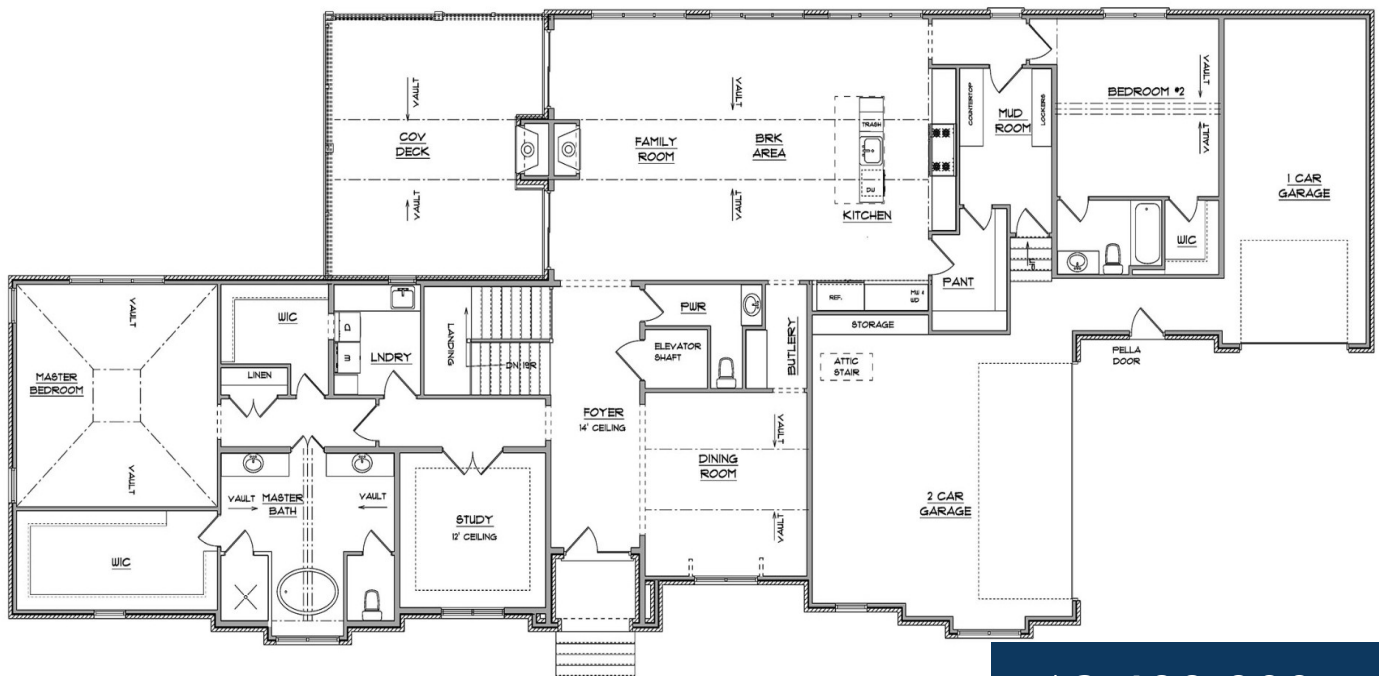 VAULT
COV
DECK
VAULT
FAMILY
ROOM
VAULT
BRK
AREA
VAULT
TRASH
DW
KITCHEN
COUNTERTOP
MUD
ROOM
LOCKERS
BEDROOM #2
VAULT
VAULT
1 CAR
GARAGE
WIC
UP
PANT
REF.
MW &
WD
STORAGE
ATTIC
STAIR
PELLA
DOOR
2 CAR
GARAGE
PWR
ELEVATOR
SHAFT
BUTLERY
FOYER
14' CEILING
DINING
ROOM
VAULT
VAULT
LANDING
DN. 18R
D
W
LNDRY
WIC
LINEN
VAULT
MASTER
BEDROOM
VAULT
VAULT
MASTER
BATH
VAULT
WIC
STUDY
12' CEILING